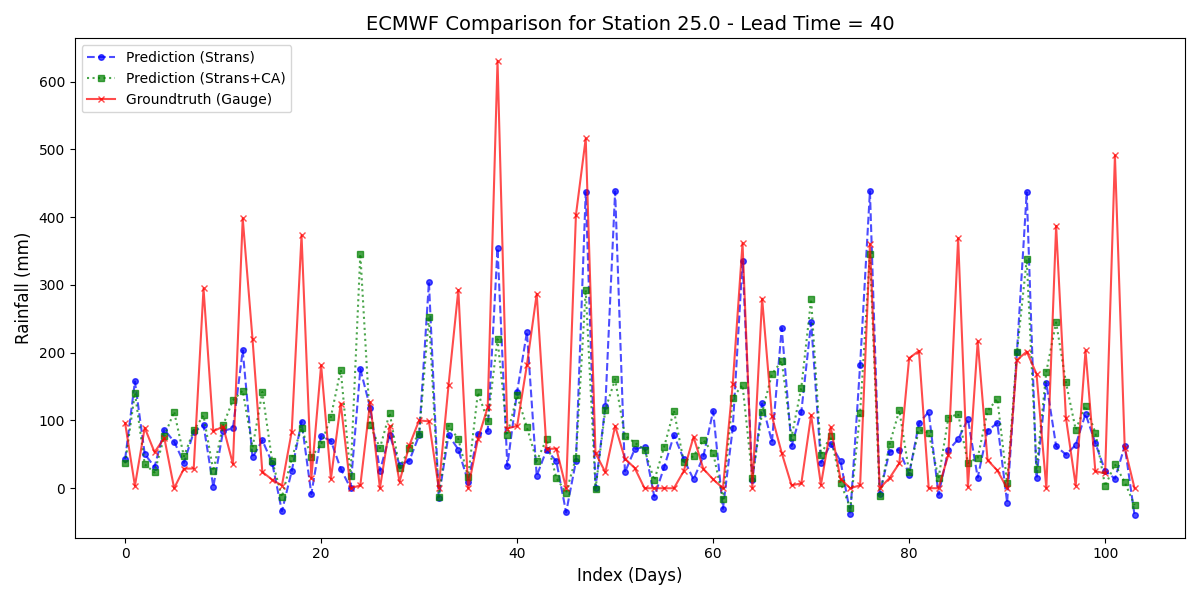 ECMWF Comparison for Station 25.0 - Lead Time = 40
Prediction (Strans)
Prediction (Strans+CA)
Groundtruth (Gauge)
Rainfall (mm)
600
500
400
300
200
100
0
0 20 40 60 80 100
Index (Days)